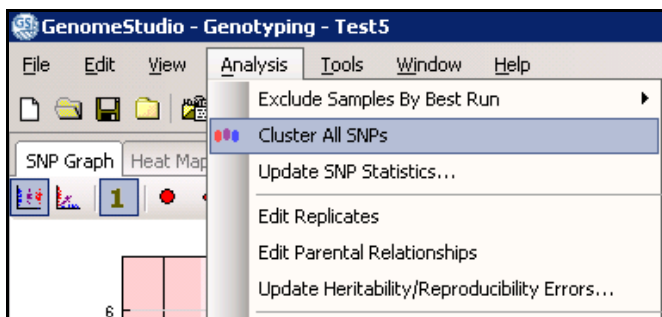 GenomeStudio - Genotyping - Test5
File Edit View Analysis Tools Window Help
Exclude Samples By Best Run
Cluster All SNPs
SNP Graph Heat Map
Update SNP Statistics...
1
Edit Replicates
Edit Parental Relationships
Update Heritability/Reproducibility Errors...
6